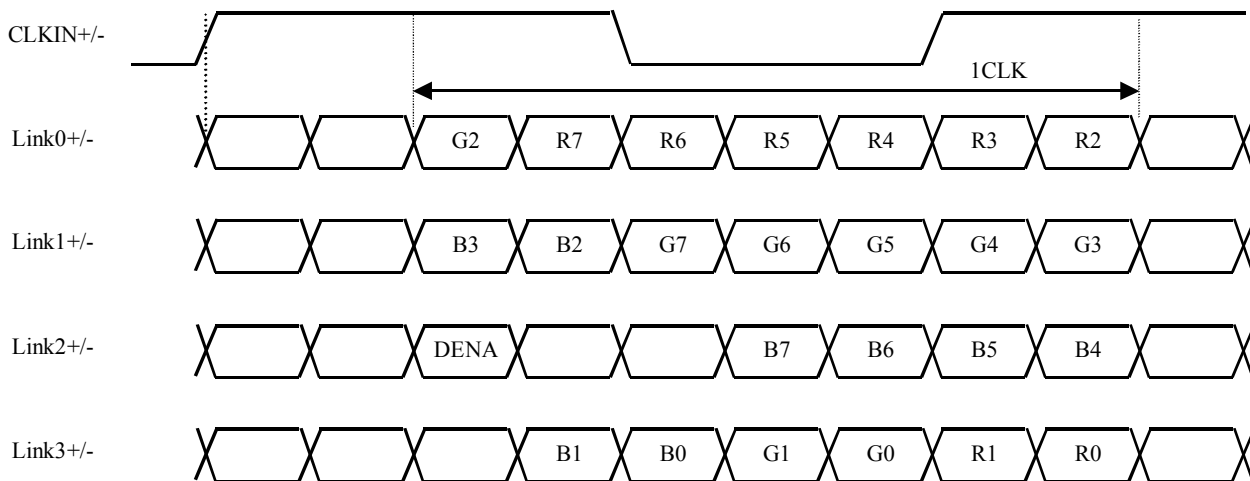 CLKIN+/-
1CLK
Link0+/- G2 R7 R6 R5 R4 R3 R2
Link1+/- B3 B2 G7 G6 G5 G4 G3
Link2+/- DENA B7 B6 B5 B4
Link3+/- B1 B0 G1 G0 R1 R0